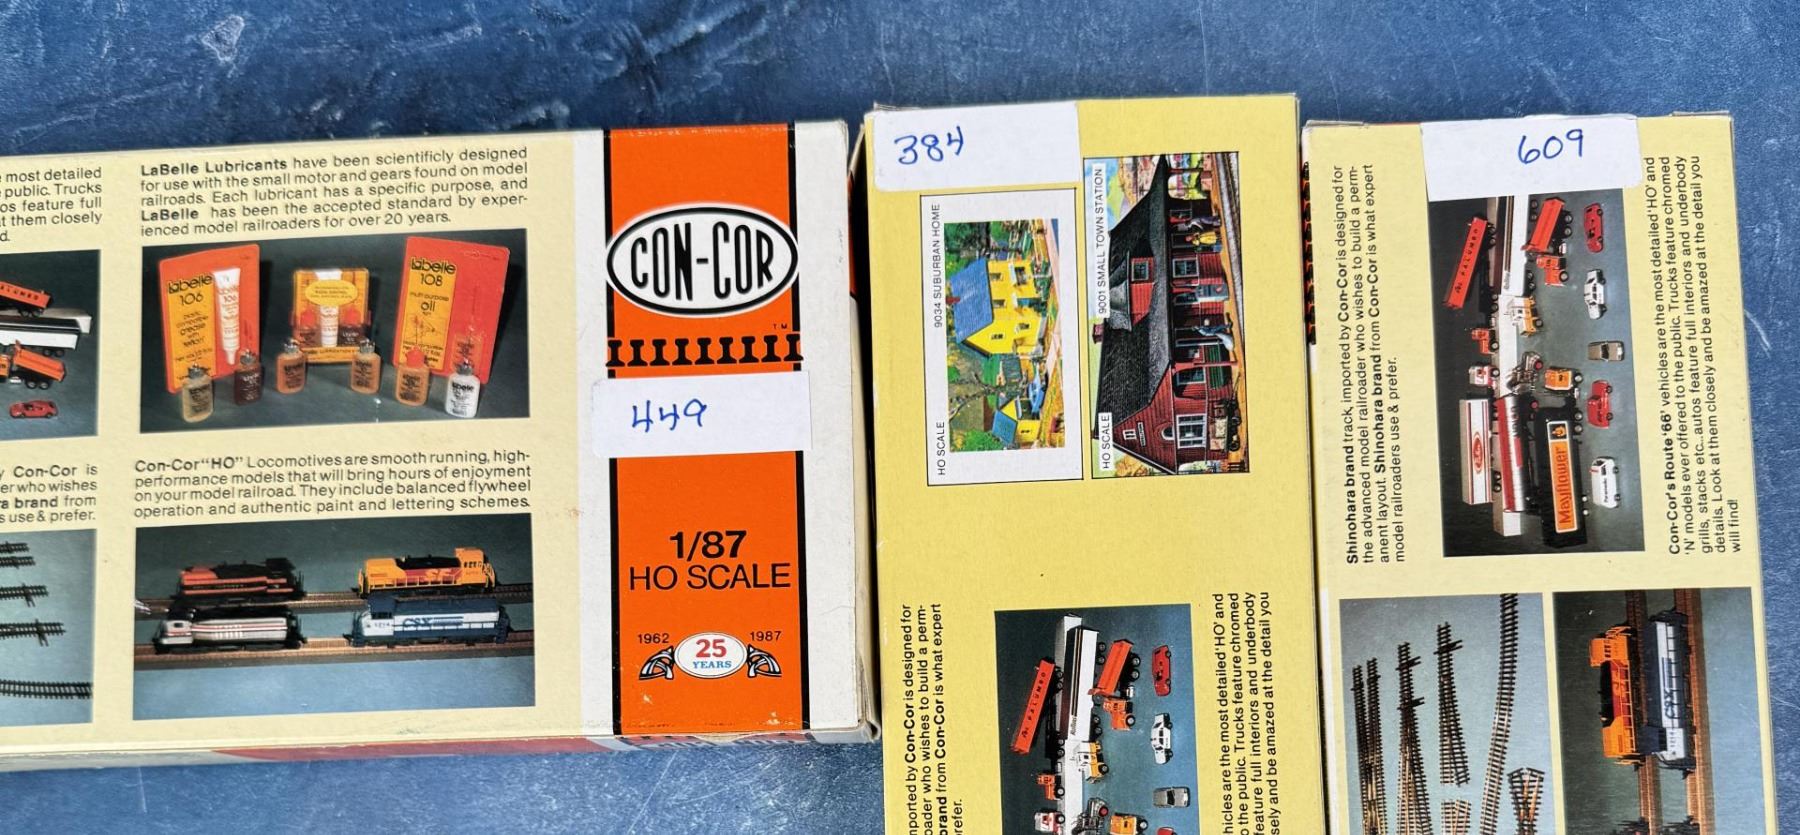 most detailed
public. Trucks
os feature full
at them closely
d.
LaBelle Lubricants have been scientificly designed
for use with the small motor and gears found on model
railroads. Each lubricant has a specific purpose, and
LaBelle has been the accepted standard by exper-
ienced model railroaders for over 20 years.
labelle
106
labelle
108
oil
Con-Cor is
er who wishes
a brand from
s use & prefer.
Con-Cor "HO" Locomotives are smooth running, high-
performance models that will bring hours of enjoyment
on your model railroad. They include balanced flywheel
operation and authentic paint and lettering schemes.
CSX
CON-COR
TM
449
1/87
HO SCALE
1962
25
YEARS
1987
384
HO SCALE
9034 SUBURBAN HOME
HO SCALE
9001 SMALL TOWN STATION
mported by Con-Cor is designed for
oader who wishes to build a perm-
brand from Con-Cor is what expert
prefer.
PALUMBO
hicles are the most detailed 'HO' and
o the public. Trucks feature chromed
feature full interiors and underbody
sely and be amazed at the detail you
609
Shinohara brand track, imported by Con-Cor is designed for
the advanced model railroader who wishes to build a perm-
anent layout. Shinohara brand from Con-Cor is what expert
model railroaders use & prefer.
PALUMBO
Mayflower
Con-Cor's Route '66' vehicles are the most detailed 'HO' and
'N' models ever offered to the public. Trucks feature chromed
grills, stacks etc...autos feature full interiors and underbody
details. Look at them closely and be amazed at the detail you
will find!
CSX